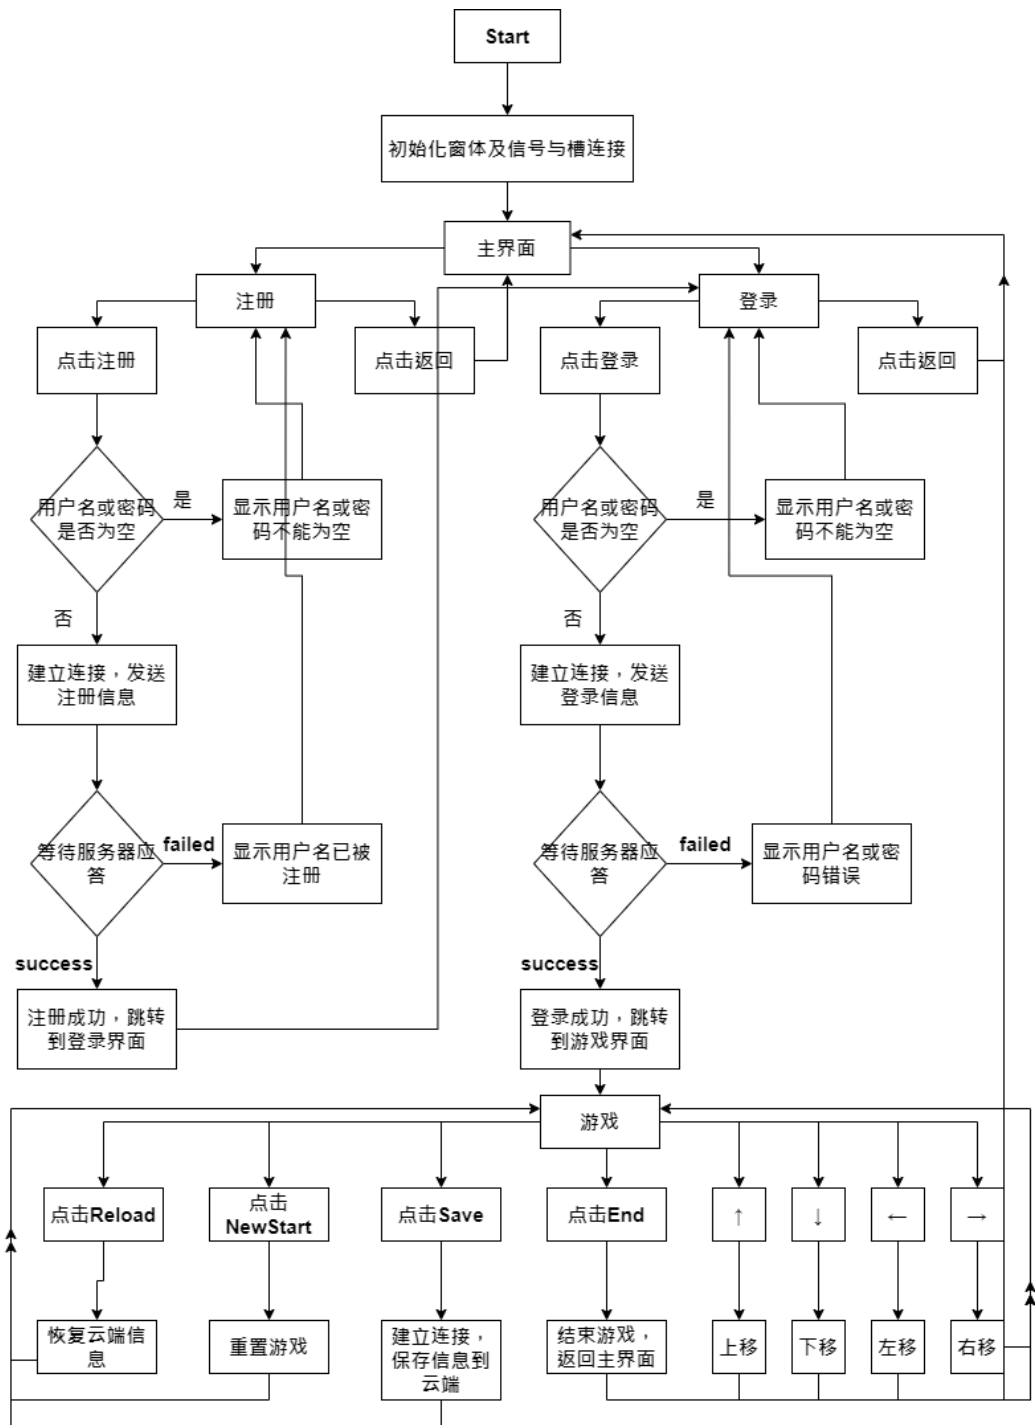 Start
初始化窗体及信号与槽连接
主界面
注册
登录
点击注册
点击返回
点击登录
点击返回
用户名或密码
是否为空
是
显示用户名或密
码不能为空
用户名或密码
是否为空
是
显示用户名或密
码不能为空
否
否
建立连接，发送
注册信息
建立连接，发送
登录信息
等待服务器应
答
failed
显示用户名已被
注册
等待服务器应
答
failed
显示用户名或密
码错误
success
success
注册成功，跳转
到登录界面
登录成功，跳转
到游戏界面
游戏
点击Reload
点击
NewStart
点击Save
点击End
↑
↓
←
→
恢复云端信
息
重置游戏
建立连接，
保存信息到
云端
结束游戏，
返回主界面
上移
下移
左移
右移